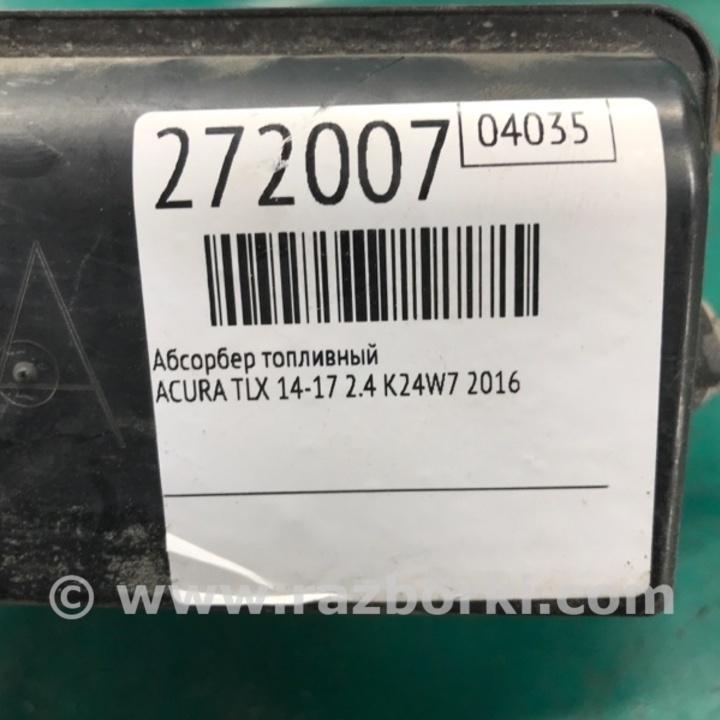 272007
04035
Абсорбер топливный
ACURA TLX 14-17 2.4 K24W7 2016
© www.razborki.com